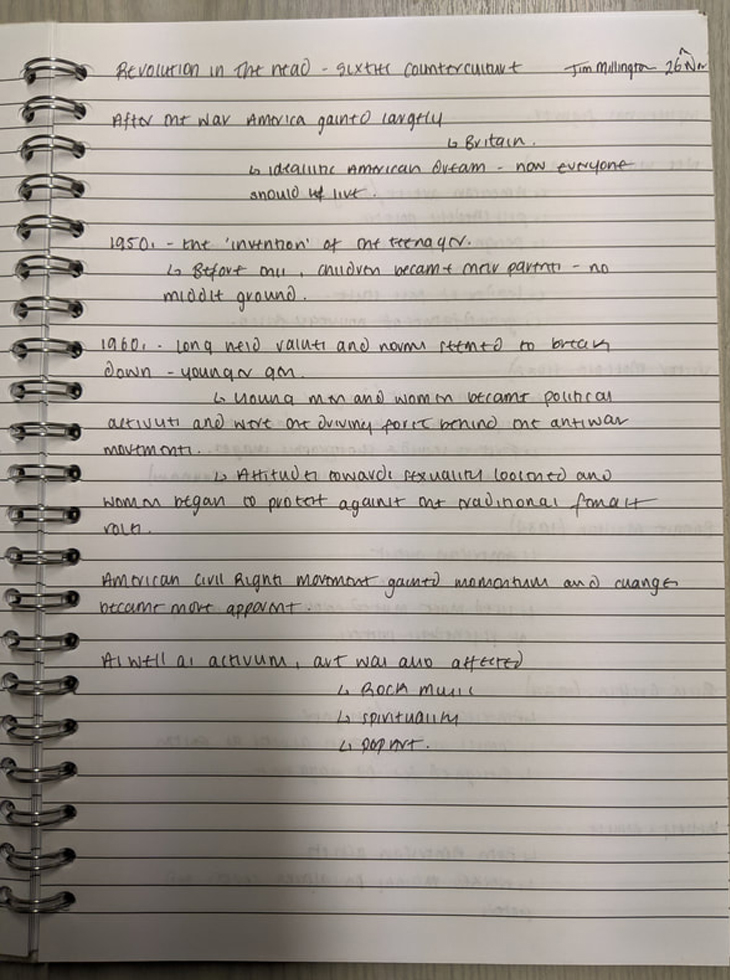 Revolution in the head - sixties counterculture Jim Millington 26 Nov
After the war America gained largely
↳ Britain.
↳ idealistic American Dream - how everyone
should live.
1950s - the 'invention' of the teenager.
↳ Before this, children became their parents - no
middle ground.
1960s - long held values and norms seemed to break
down - younger gen.
↳ Young men and women became political
activists and were the driving force behind the antiwar
movements.
↳ Attitudes towards sexuality loosened and
women began to protest against the traditional female
roles.
American Civil Rights movement gained momentum and changes
became more apparent.
As well as activism, art was also affected
↳ Rock music
↳ spirituality
↳ pop art.